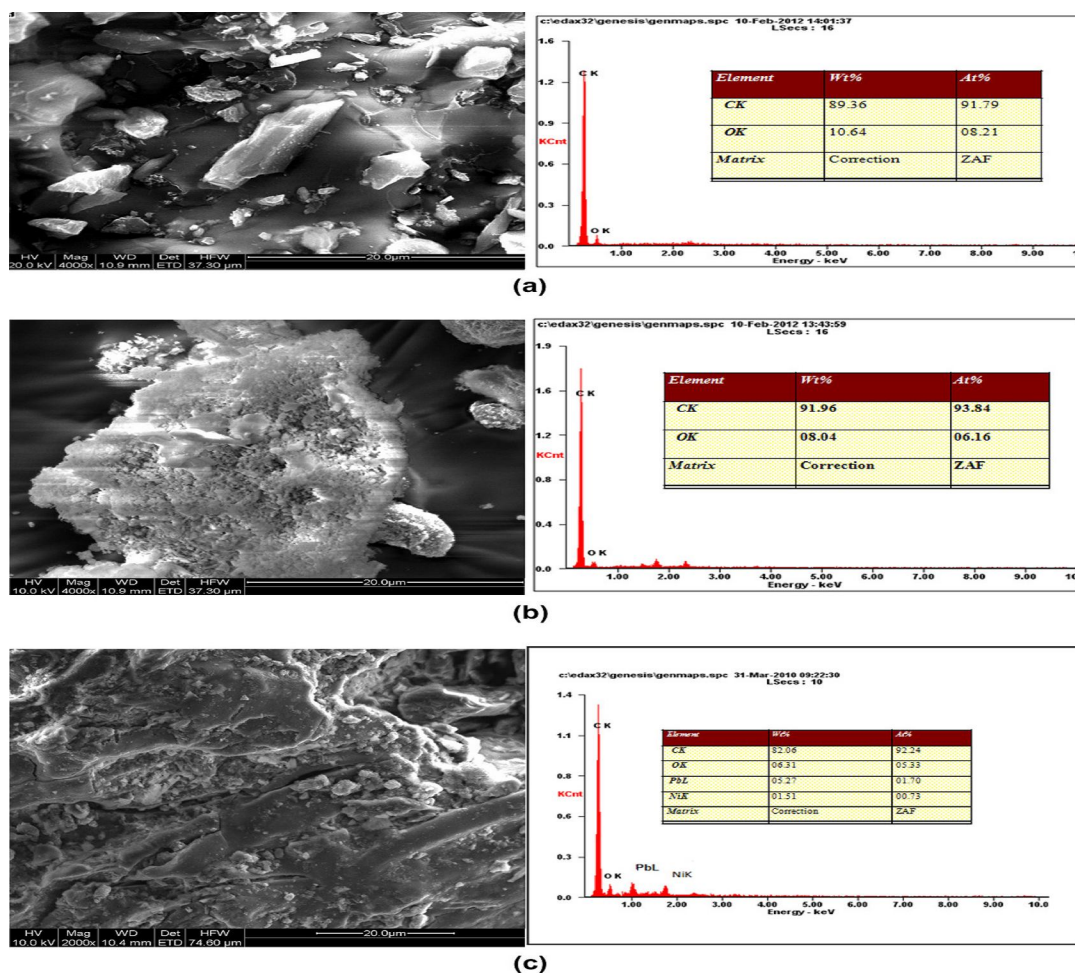 c:\edax32\genesis\genmaps.spc 10-Feb-2012 14:01:37
LSecs : 16
1.6
1.2
0.9
0.6
0.3
0.0
KCnt
C K
O K
Element Wt% At%
CK 89.36 91.79
OK 10.64 08.21
Matrix Correction ZAF
1.00 2.00 3.00 4.00 5.00 6.00 7.00 8.00 9.00 1
Energy - keV
HV Mag WD Det HFW 20.0µm
20.0 kV 4000x 10.9 mm ETD 37.30 µm
(a)
c:\edax32\genesis\genmaps.spc 10-Feb-2012 13:43:59
LSecs : 16
1.9
1.6
1.2
0.8
0.4
0.0
KCnt
C K
O K
Element Wt% At%
CK 91.96 93.84
OK 08.04 06.16
Matrix Correction ZAF
1.00 2.00 3.00 4.00 5.00 6.00 7.00 8.00 9.00 10
Energy - keV
HV Mag WD Det HFW 20.0µm
10.0 kV 4000x 10.9 mm ETD 37.30 µm
(b)
c:\edax32\genesis\genmaps.spc 31-Mar-2010 09:22:30
LSecs : 10
1.4
1.1
0.8
0.6
0.3
0.0
KCnt
C K
O K
PbL
NiK
Element Wt% At%
CK 82.06 92.24
OK 06.31 05.33
PbL 05.27 01.70
NiK 01.51 00.73
Matrix Correction ZAF
1.00 2.00 3.00 4.00 5.00 6.00 7.00 8.00 9.00 10.0
Energy - keV
HV Mag WD Det HFW 20.0µm
10.0 kV 2000x 10.4 mm ETD 74.60 µm
(c)